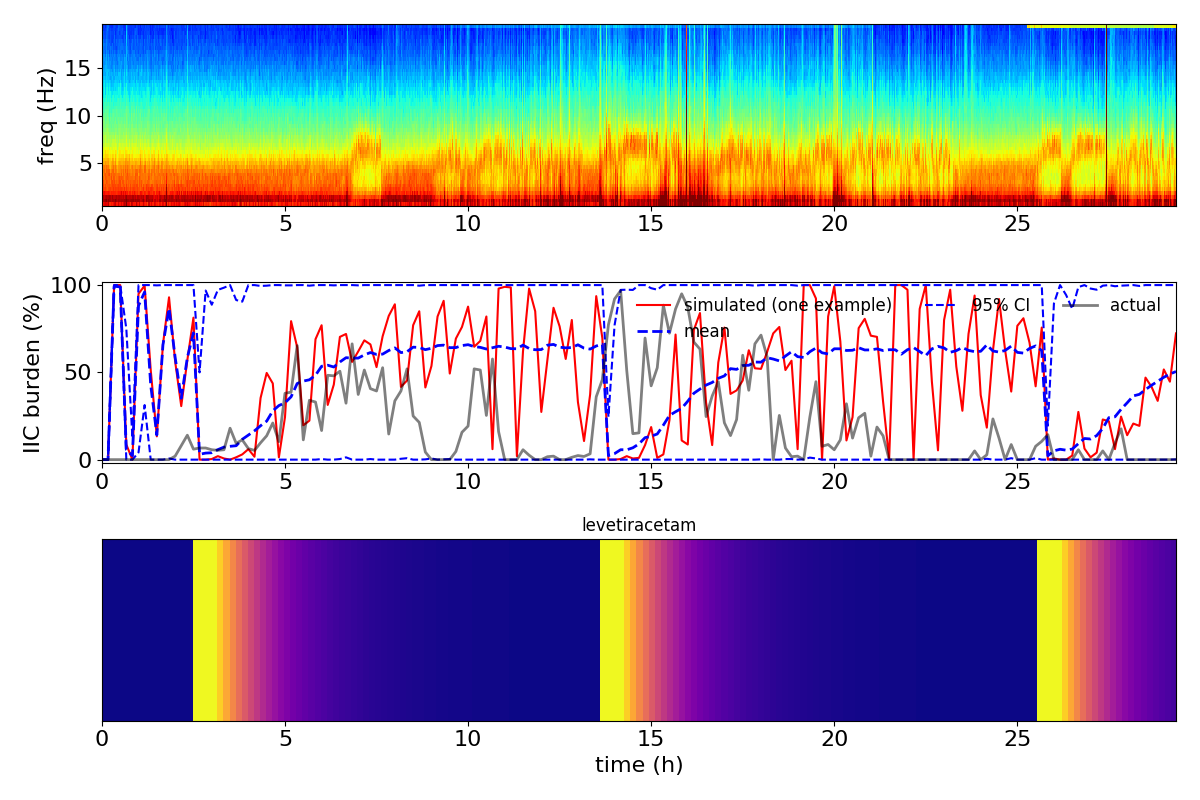 freq (Hz)
15
10
5
0 5 10 15 20 25
IIC burden (%)
100
50
0
simulated (one example) 95% CI actual
mean
0 5 10 15 20 25
levetiracetam
0 5 10 15 20 25
time (h)